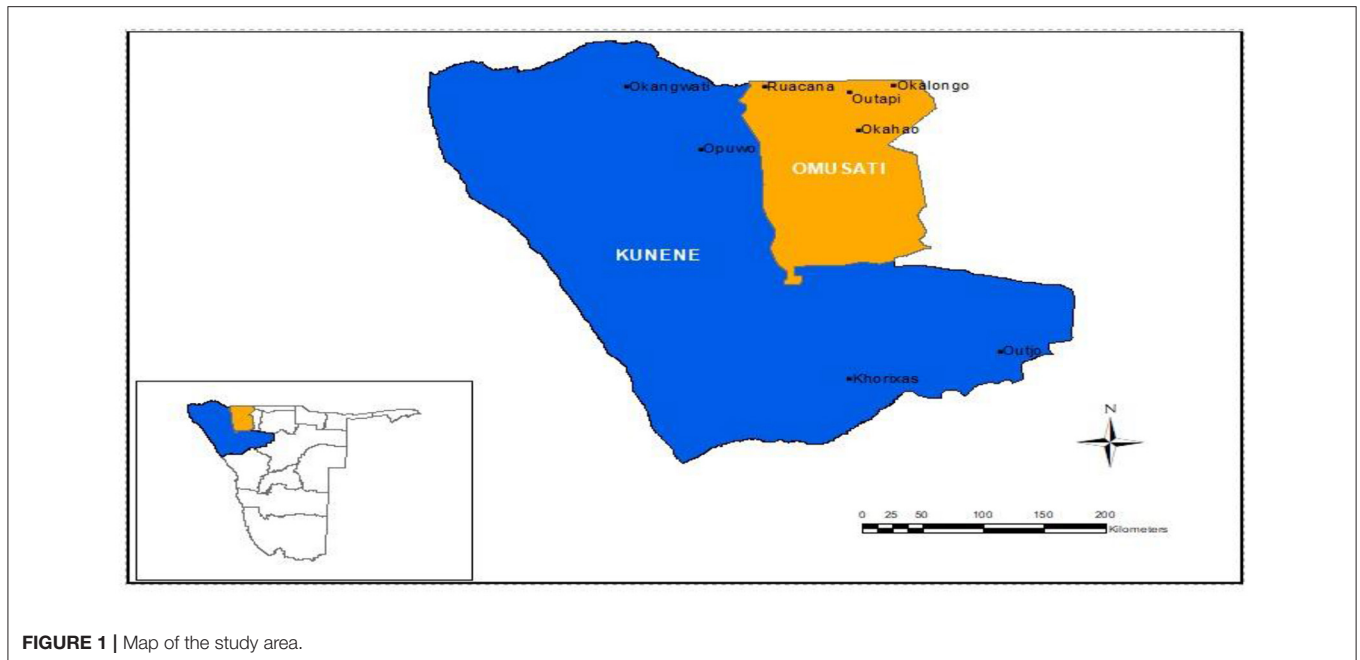 Okangwati
Ruacana
Okalongo
Outapi
Okahao
Opuwo
OMUSATI
KUNENE
Outjo
Khorixas
N
0 25 50 100 150 200
Kilometers
FIGURE 1 | Map of the study area.